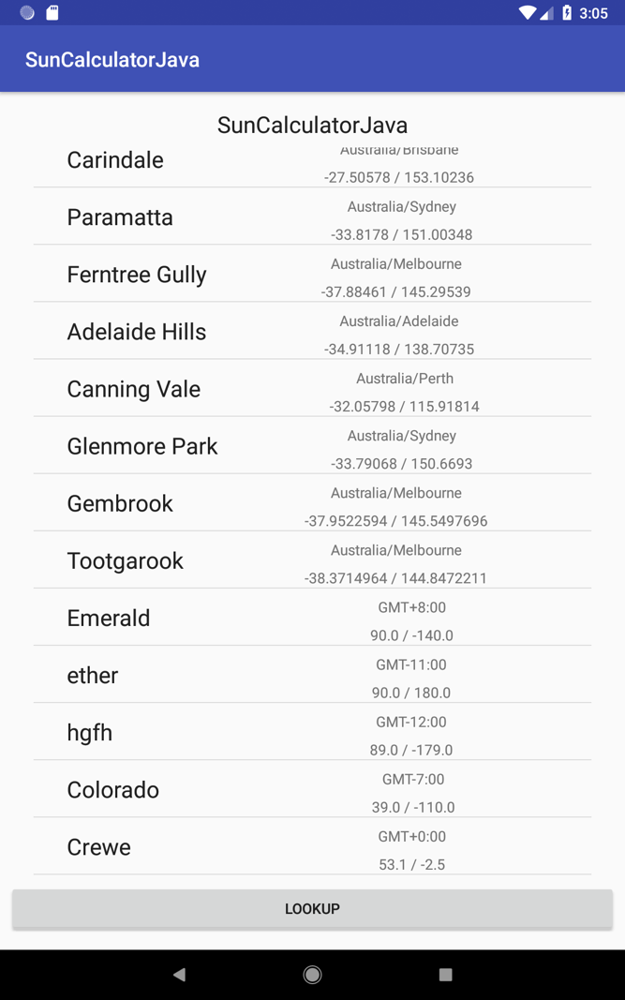 3:05
SunCalculatorJava
SunCalculatorJava
Australia/Brisbane
Carindale
-27.50578 / 153.10236
Australia/Sydney
Paramatta
-33.8178 / 151.00348
Australia/Melbourne
Ferntree Gully
-37.88461 / 145.29539
Australia/Adelaide
Adelaide Hills
-34.91118 / 138.70735
Australia/Perth
Canning Vale
-32.05798 / 115.91814
Australia/Sydney
Glenmore Park
-33.79068 / 150.6693
Australia/Melbourne
Gembrook
-37.9522594 / 145.5497696
Australia/Melbourne
Tootgarook
-38.3714964 / 144.8472211
GMT+8:00
Emerald
90.0 / -140.0
GMT-11:00
ether
90.0 / 180.0
GMT-12:00
hgfh
89.0 / -179.0
GMT-7:00
Colorado
39.0 / -110.0
GMT+0:00
Crewe
53.1 / -2.5
LOOKUP